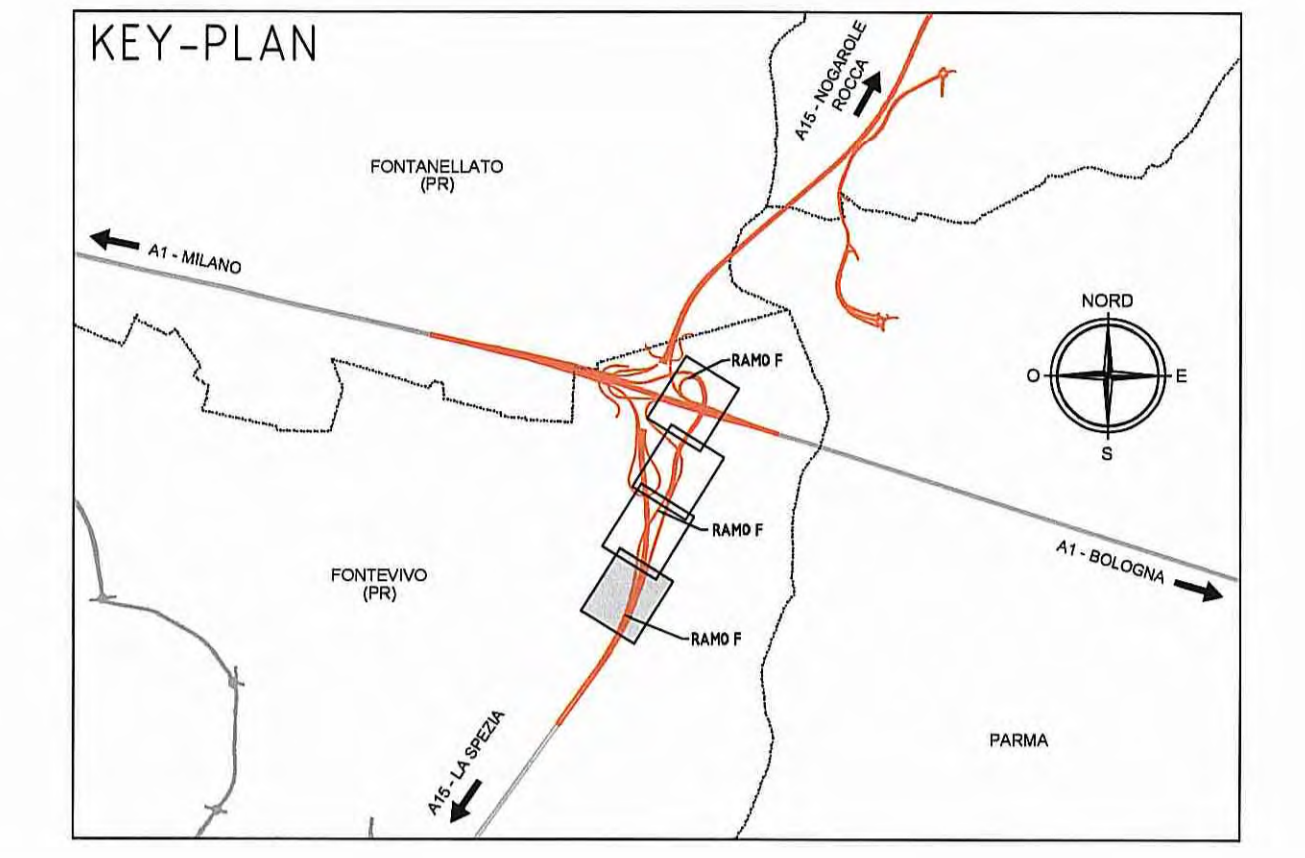 KEY-PLAN
A15 - NOGAROLE
ROCCA
FONTANELLATO
(PR)
A1 - MILANO
NORD
RAMO F
O
E
S
RAMO F
A1 - BOLOGNA
FONTEVIVO
(PR)
RAMO F
A15 - LA SPEZIA
PARMA